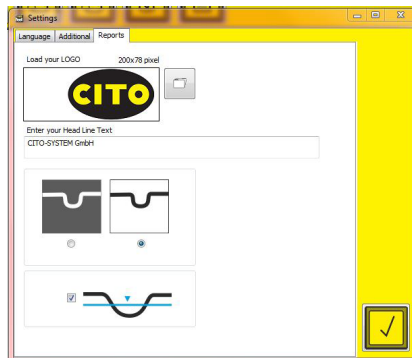 Settings
Language Additional Reports
Load your LOGO 200x78 pixel
CITO
Enter your Head Line Text
CITO-SYSTEM GmbH